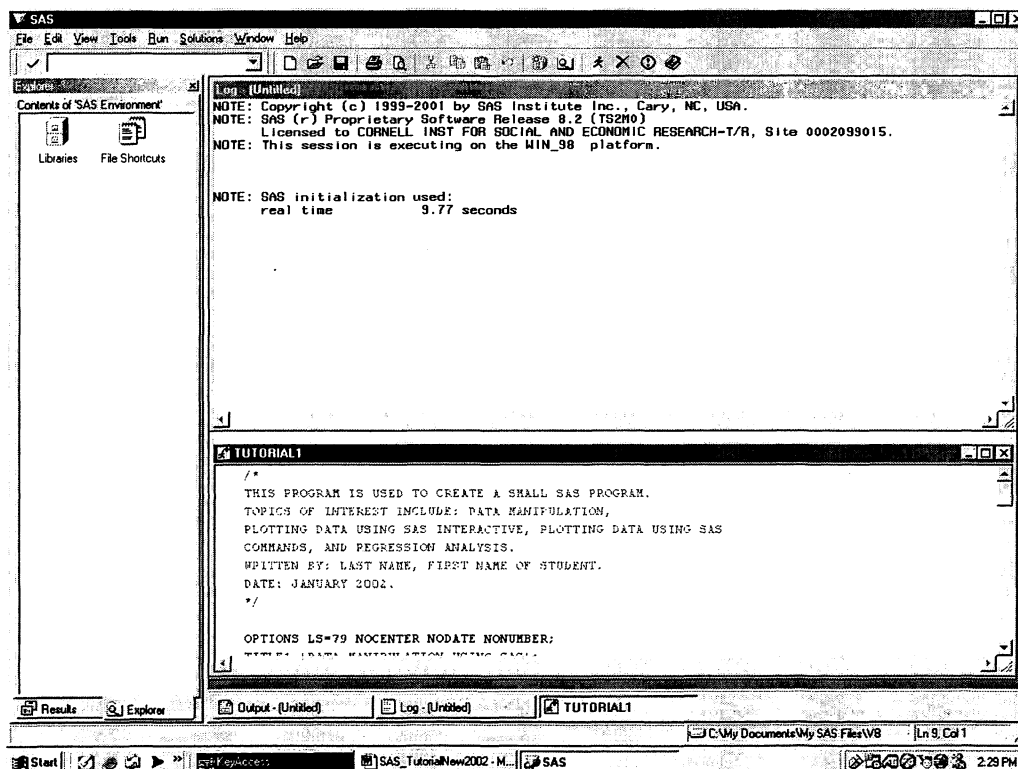 SAS
File Edit View Tools Run Solutions Window Help
Explorer
Contents of 'SAS Environment'
Libraries File Shortcuts
Log - (Untitled)
NOTE: Copyright (c) 1999-2001 by SAS Institute Inc., Cary, NC, USA.
NOTE: SAS (r) Proprietary Software Release 8.2 (TS2M0)
Licensed to CORNELL INST FOR SOCIAL AND ECONOMIC RESEARCH-T/R, Site 0002099015.
NOTE: This session is executing on the WIN_98 platform.
NOTE: SAS initialization used:
real time 9.77 seconds
TUTORIAL1
/*
THIS PROGRAM IS USED TO CREATE A SMALL SAS PROGRAM.
TOPICS OF INTEREST INCLUDE: DATA MANIPULATION,
PLOTTING DATA USING SAS INTERACTIVE, PLOTTING DATA USING SAS
COMMANDS, AND REGRESSION ANALYSIS.
WRITTEN BY: LAST NAME, FIRST NAME OF STUDENT.
DATE: JANUARY 2002.
*/
OPTIONS LS=79 NOCENTER NODATE NONUMBER;
Results Explorer Output - (Untitled) Log - (Untitled) TUTORIAL1
C:\My Documents\My SAS Files\V8 Ln 9, Col 1
Start KeyAccess SAS_TutorialNew2002 - M... SAS 2:29 PM